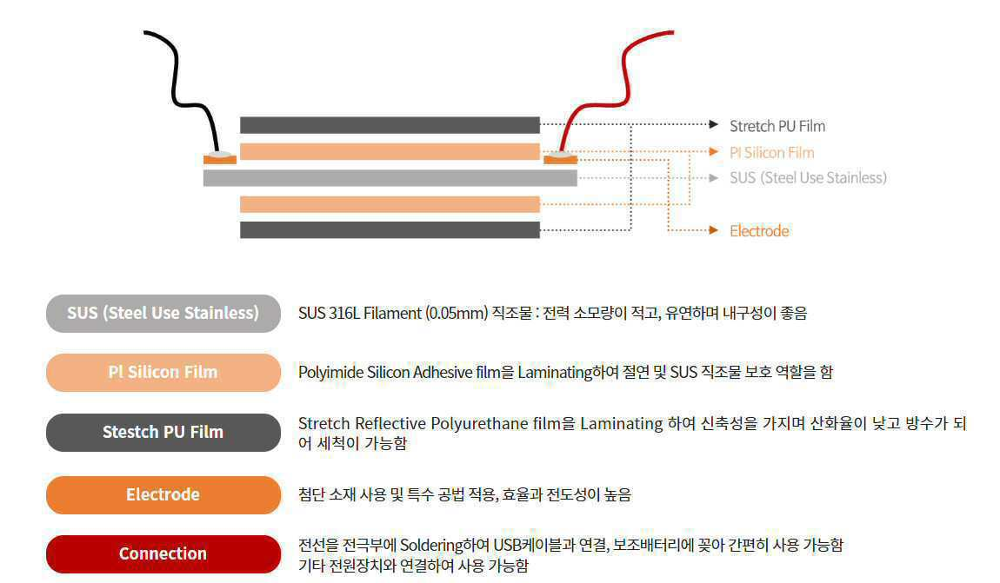 Stretch PU Film
PI Silicon Film
SUS (Steel Use Stainless)
Electrode
SUS (Steel Use Stainless)
SUS 316L Filament (0.05mm) 직조물 : 전력 소모량이 적고, 유연하며 내구성이 좋음
Pl Silicon Film
Polyimide Silicon Adhesive film을 Laminating하여 절연 및 SUS 직조물 보호 역할을 함
Stestch PU Film
Stretch Reflective Polyurethane film을 Laminating 하여 신축성을 가지며 산화율이 낮고 방수가 되
어 세척이 가능함
Electrode
첨단 소재 사용 및 특수 공법 적용, 효율과 전도성이 높음
Connection
전선을 전극부에 Soldering하여 USB케이블과 연결, 보조배터리에 꽂아 간편히 사용 가능함
기타 전원장치와 연결하여 사용 가능함